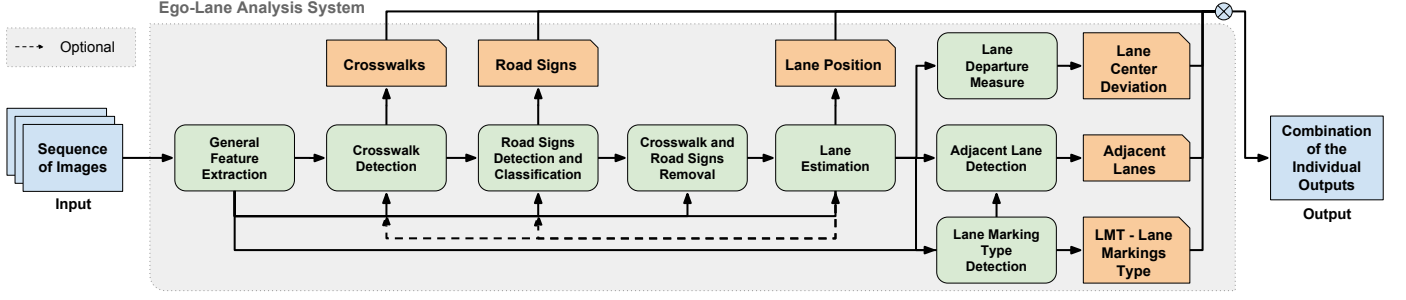 Ego-Lane Analysis System
Optional
Sequence
of Images
Input
General
Feature
Extraction
Crosswalks
Crosswalk
Detection
Road Signs
Road Signs
Detection and
Classification
Crosswalk and
Road Signs
Removal
Lane Position
Lane
Estimation
Lane
Departure
Measure
Lane
Center
Deviation
Adjacent Lane
Detection
Adjacent
Lanes
Lane Marking
Type
Detection
LMT - Lane
Markings
Type
Combination
of the
Individual
Outputs
Output